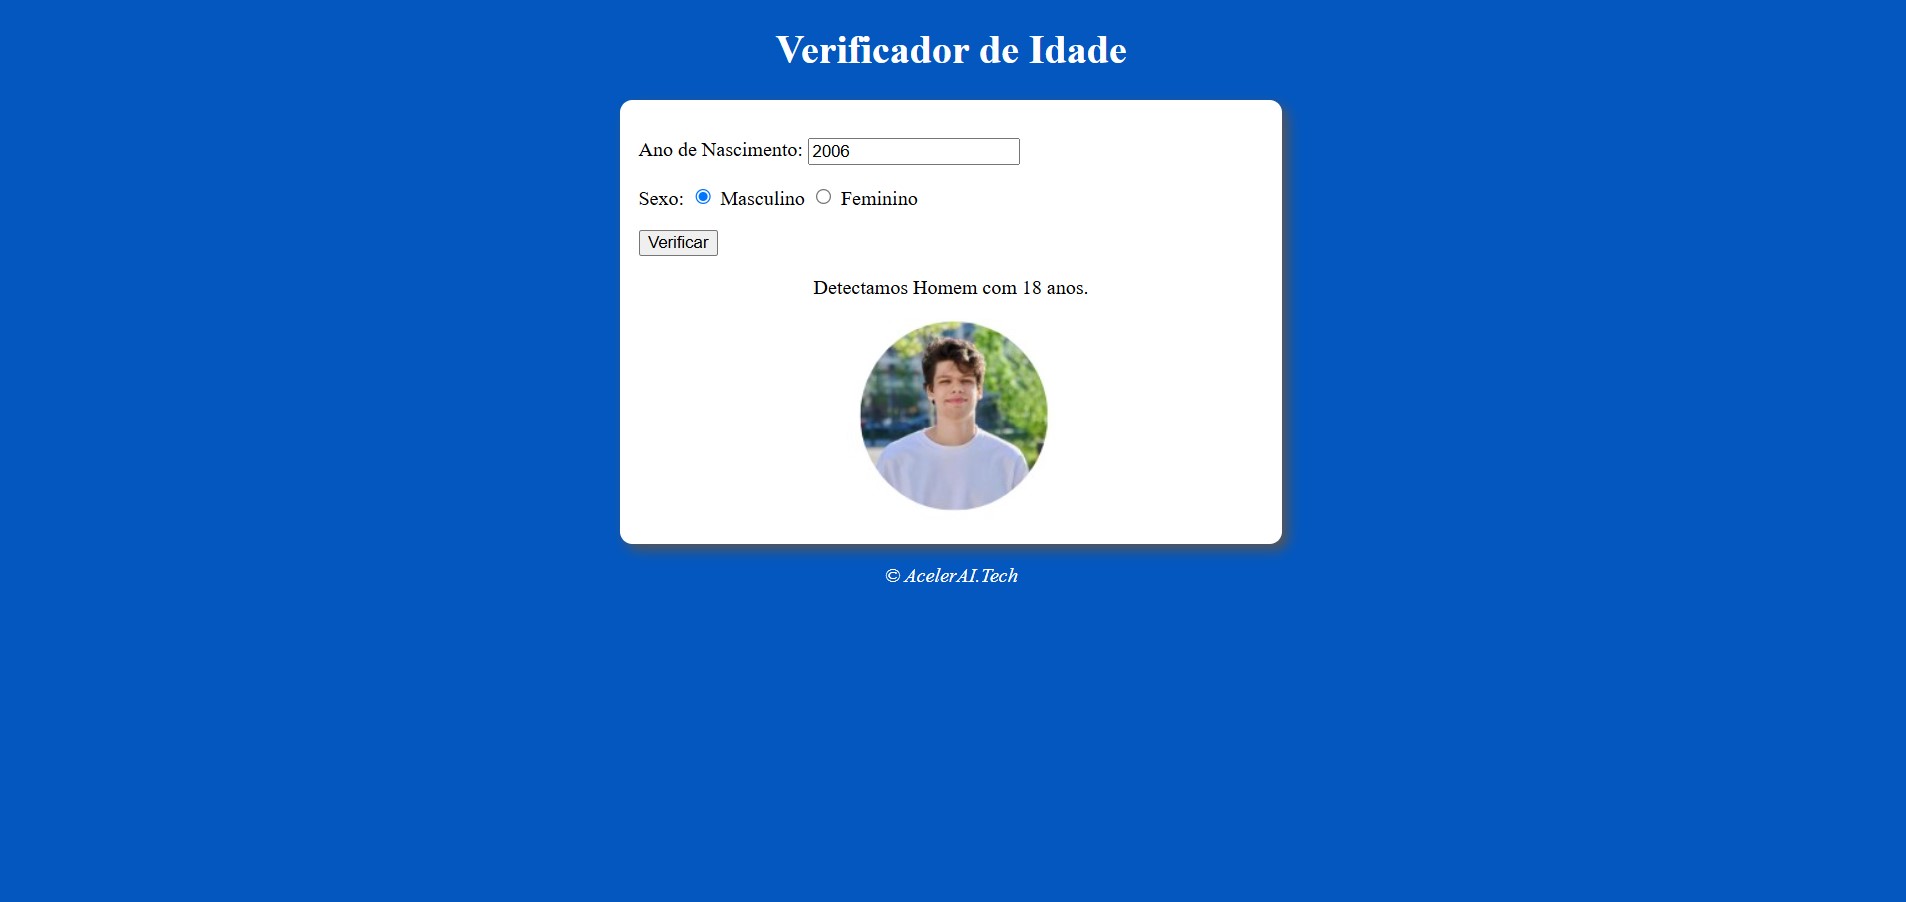 Verificador de Idade
Ano de Nascimento: 2006
Sexo: Masculino Feminino
Verificar
Detectamos Homem com 18 anos.
© AcelerAI.Tech